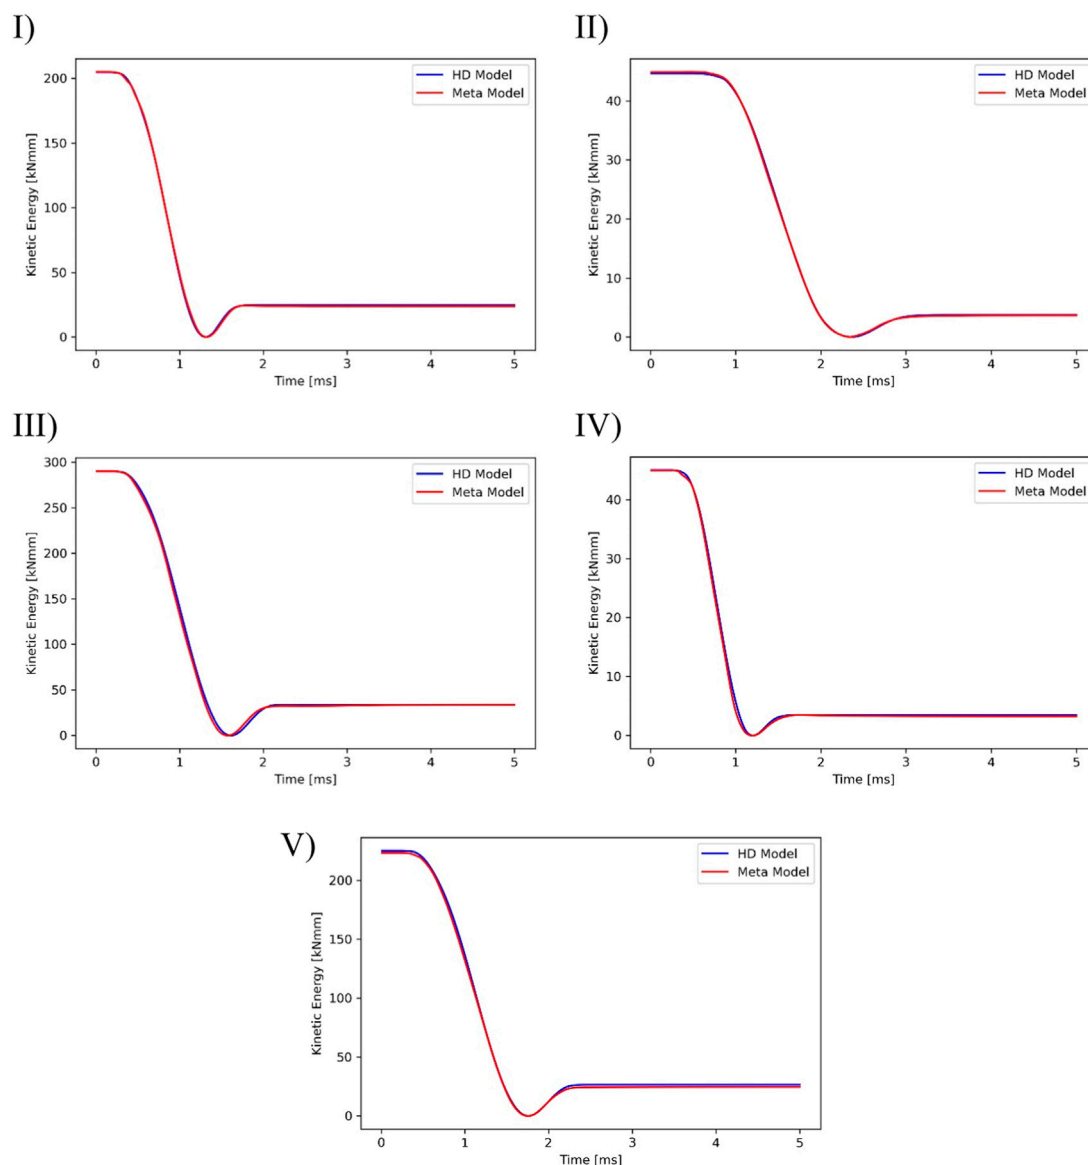 I)
Kinetic Energy [kNmm]
200
150
100
50
0
HD Model
Meta Model
0 1 2 3 4 5
Time [ms]
II)
Kinetic Energy [kNmm]
40
30
20
10
0
HD Model
Meta Model
0 1 2 3 4 5
Time [ms]
III)
Kinetic Energy [kNmm]
300
250
200
150
100
50
0
HD Model
Meta Model
0 1 2 3 4 5
Time [ms]
IV)
Kinetic Energy [kNmm]
40
30
20
10
0
HD Model
Meta Model
0 1 2 3 4 5
Time [ms]
V)
Kinetic Energy [kNmm]
200
150
100
50
0
HD Model
Meta Model
0 1 2 3 4 5
Time [ms]